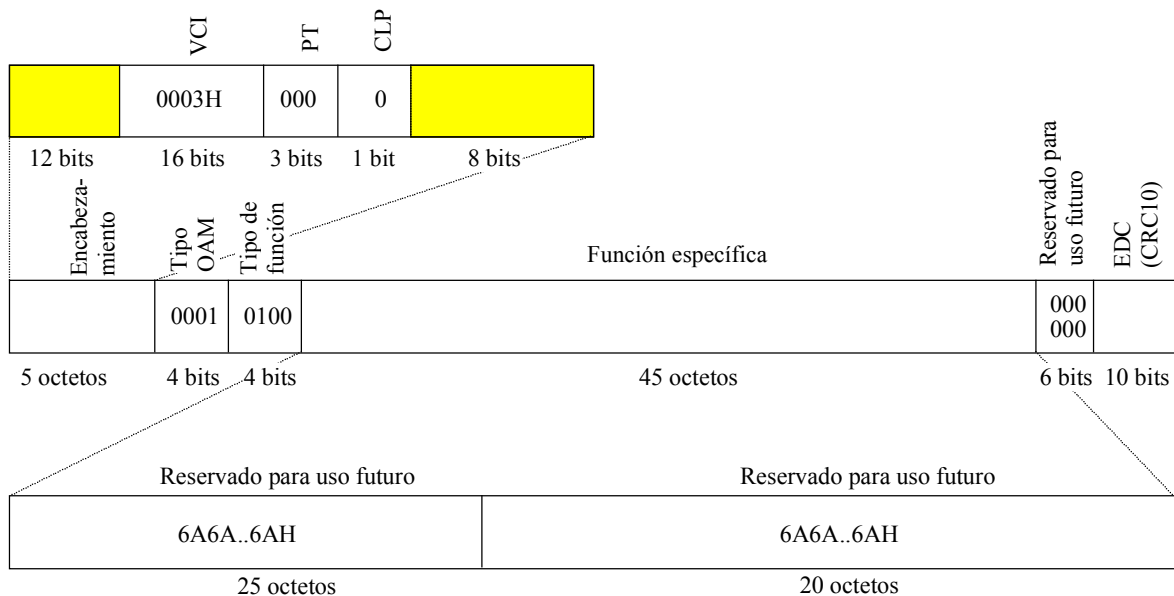 VCI
PT
CLP
0003H
000
0
12 bits
16 bits
3 bits
1 bit
8 bits
Encabeza-
miento
Tipo
OAM
Tipo de
función
Función específica
Reservado para
uso futuro
EDC
(CRC10)
0001
0100
000
000
5 octetos
4 bits
4 bits
45 octetos
6 bits
10 bits
Reservado para uso futuro
Reservado para uso futuro
6A6A..6AH
6A6A..6AH
25 octetos
20 octetos